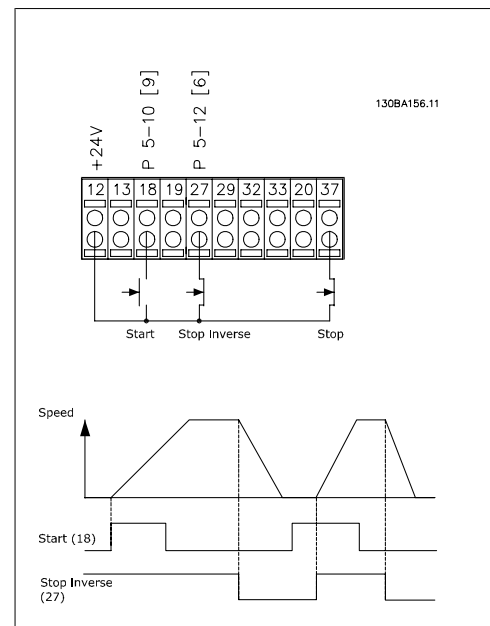 130BA156.11
+24V
P 5-10 [9]
P 5-12 [6]
12 13 18 19 27 29 32 33 20 37
Start Stop Inverse Stop
Speed
Start (18)
Stop Inverse
(27)